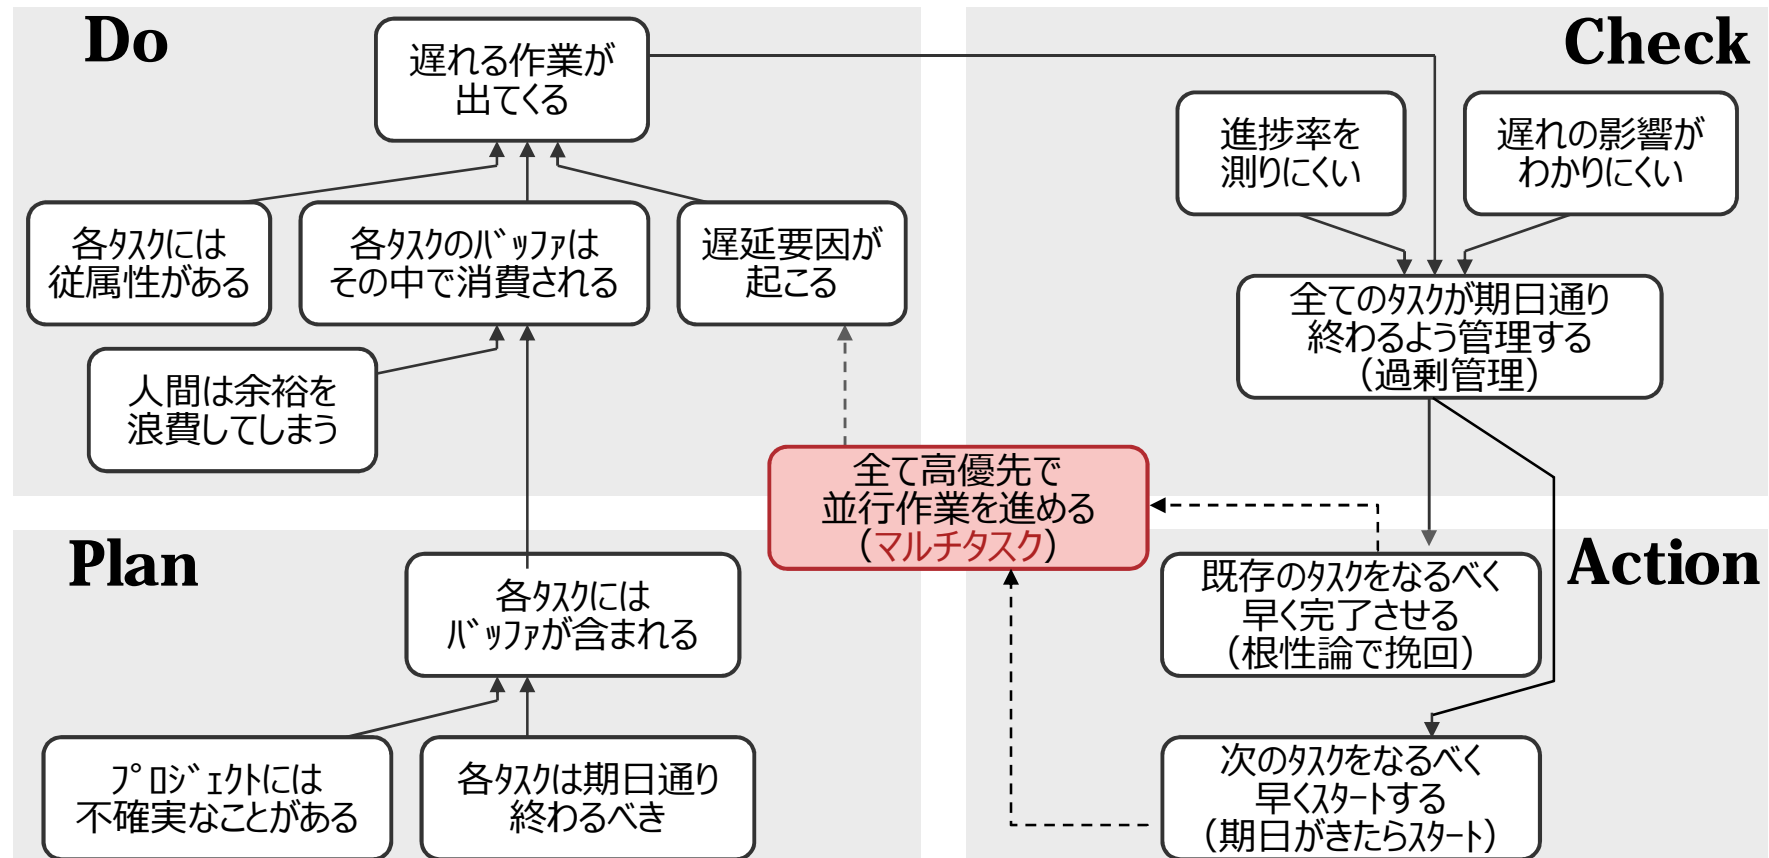 Do
遅れる作業が
出てくる
各ﾀｽｸには
従属性がある
各ﾀｽｸのﾊﾞｯﾌｧは
その中で消費される
遅延要因が
起こる
人間は余裕を
浪費してしまう
Check
進捗率を
測りにくい
遅れの影響が
わかりにくい
全てのﾀｽｸが期日通り
終わるよう管理する
（過剰管理）
全て高優先で
並行作業を進める
（マルチタスク）
Plan
各ﾀｽｸには
ﾊﾞｯﾌｧが含まれる
ﾌﾟﾛｼﾞｪｸﾄには
不確実なことがある
各ﾀｽｸは期日通り
終わるべき
Action
既存のﾀｽｸをなるべく
早く完了させる
（根性論で挽回）
次のﾀｽｸをなるべく
早くｽﾀｰﾄする
（期日がきたらｽﾀｰﾄ）